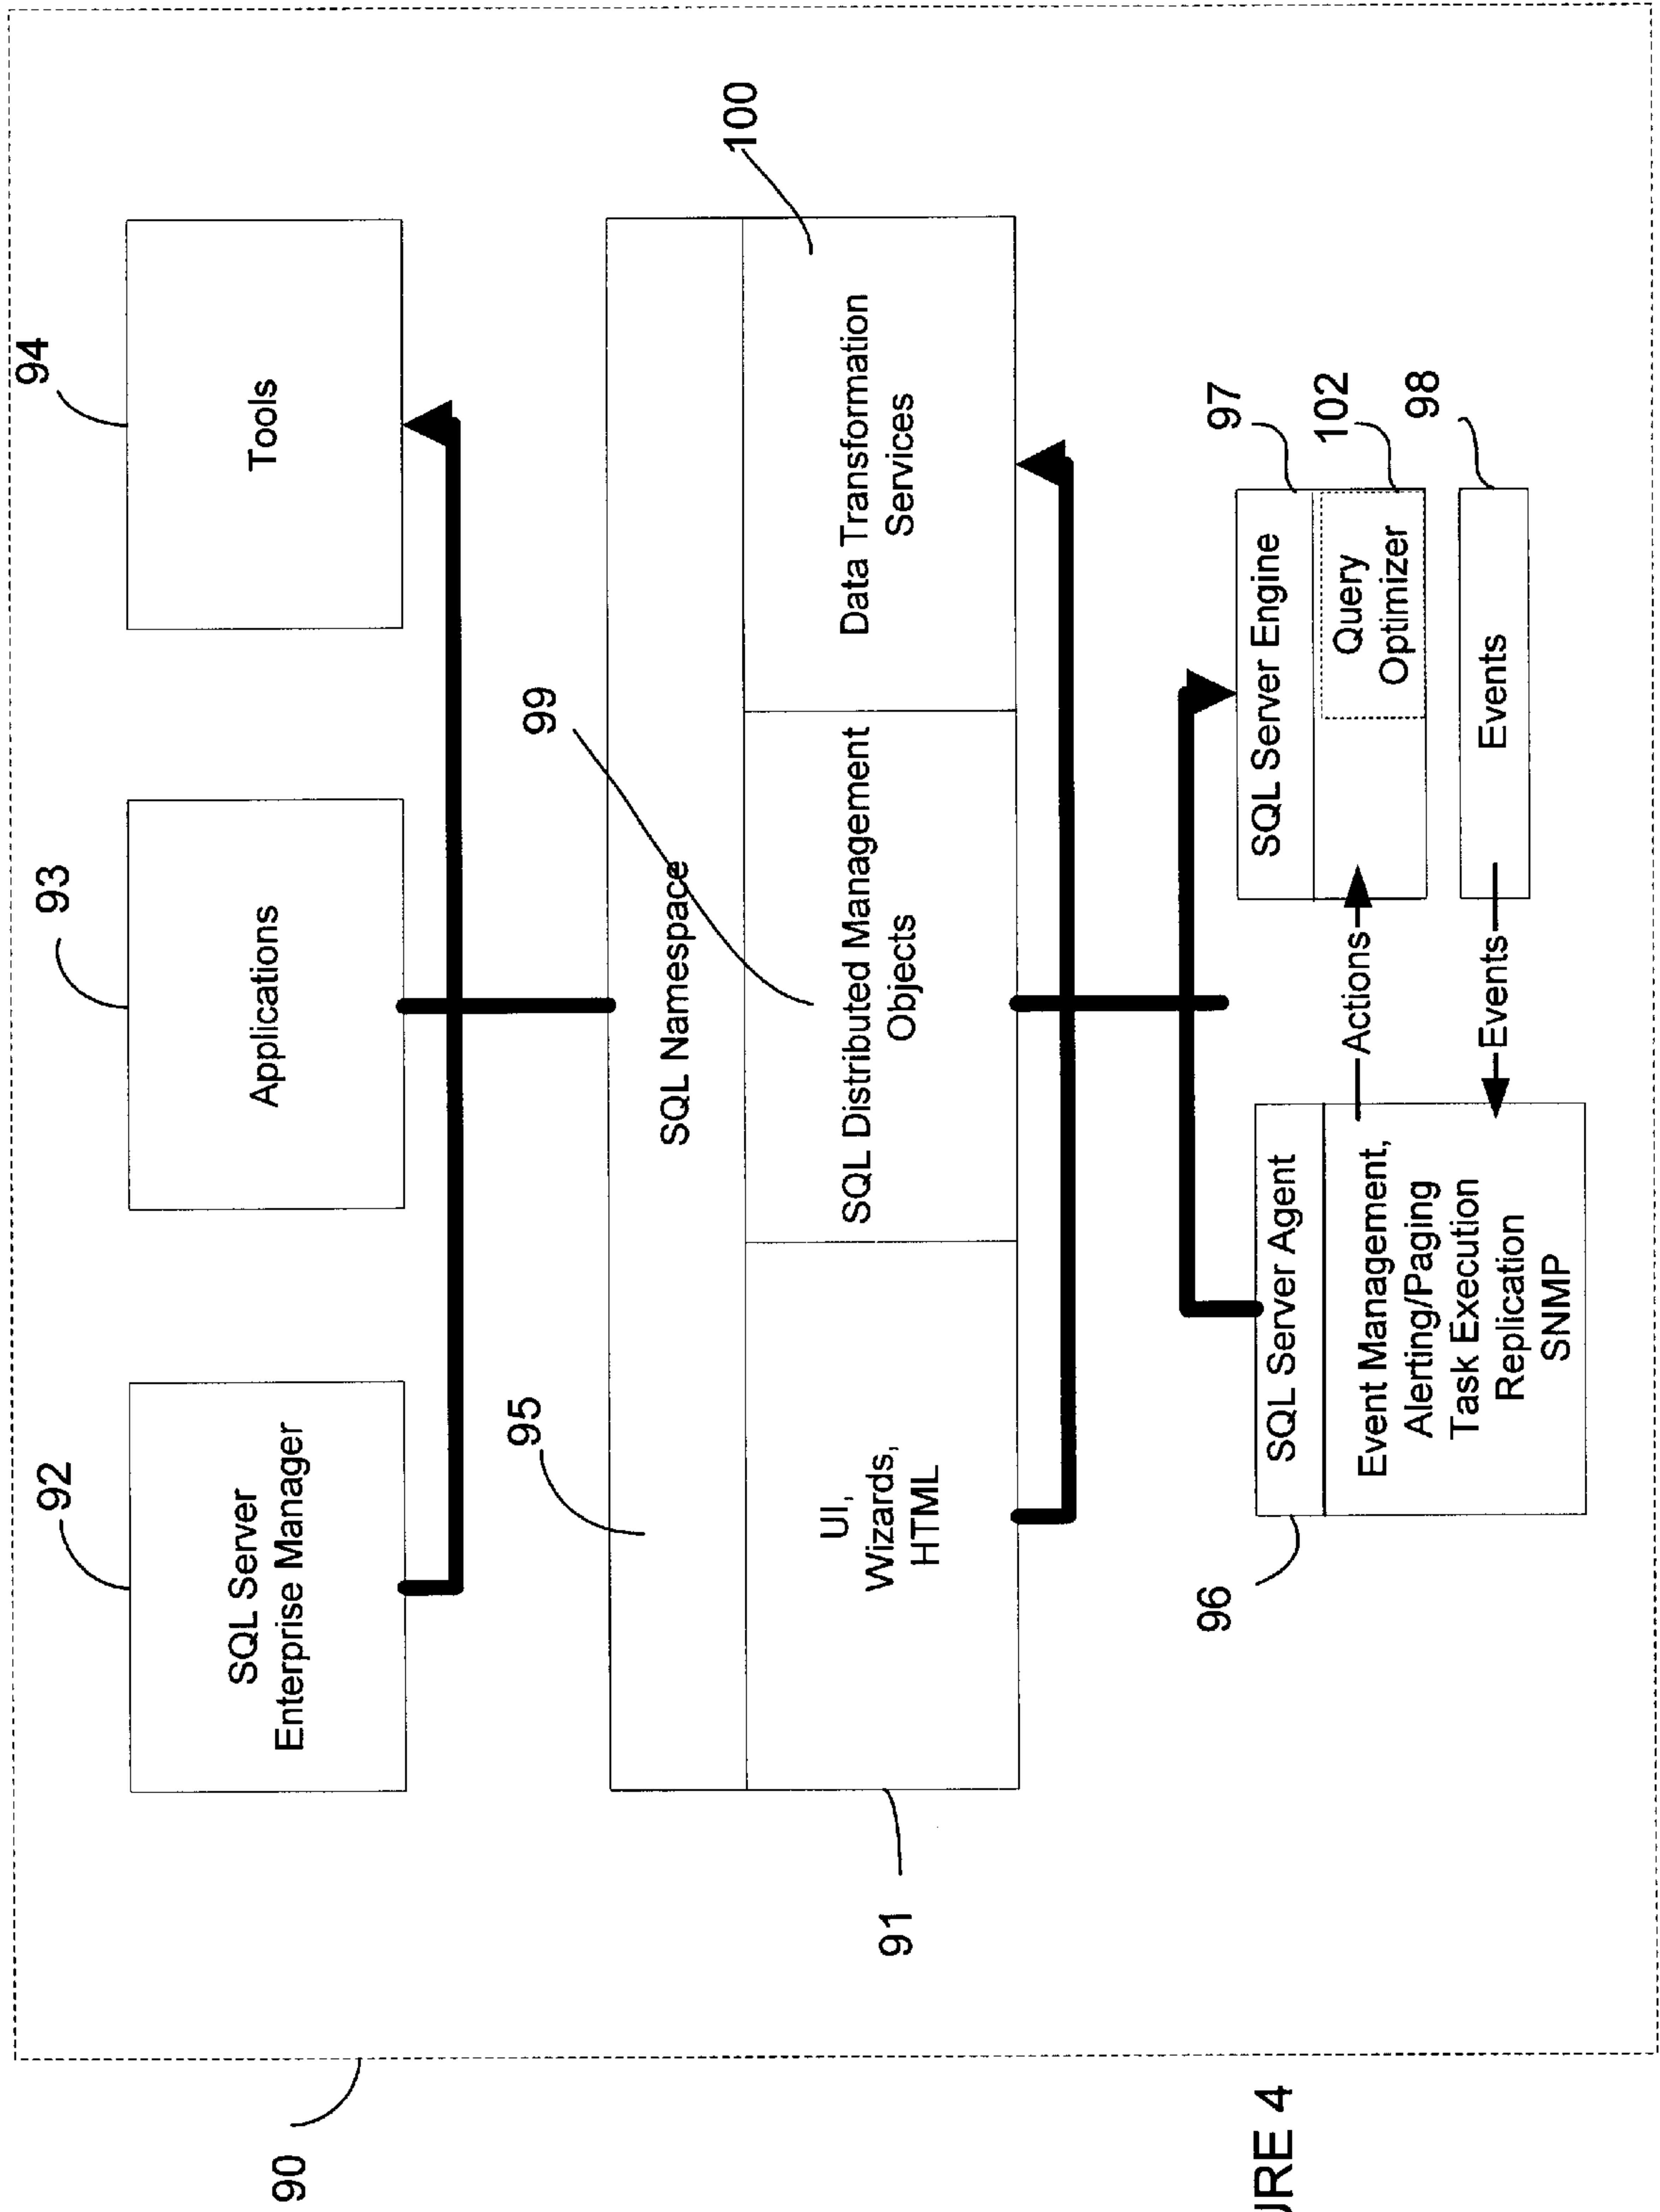 90
92
93
94
SQL Server
Enterprise Manager
Applications
Tools
95
99
100
SQL Namespace
91
UI,
Wizards,
HTML
SQL Distributed Management
Objects
Data Transformation
Services
96
97
102
98
SQL Server Agent
Event Management,
Alerting/Paging
Task Execution
Replication
SNMP
Actions
Events
SQL Server Engine
Query
Optimizer
Events
URE 4